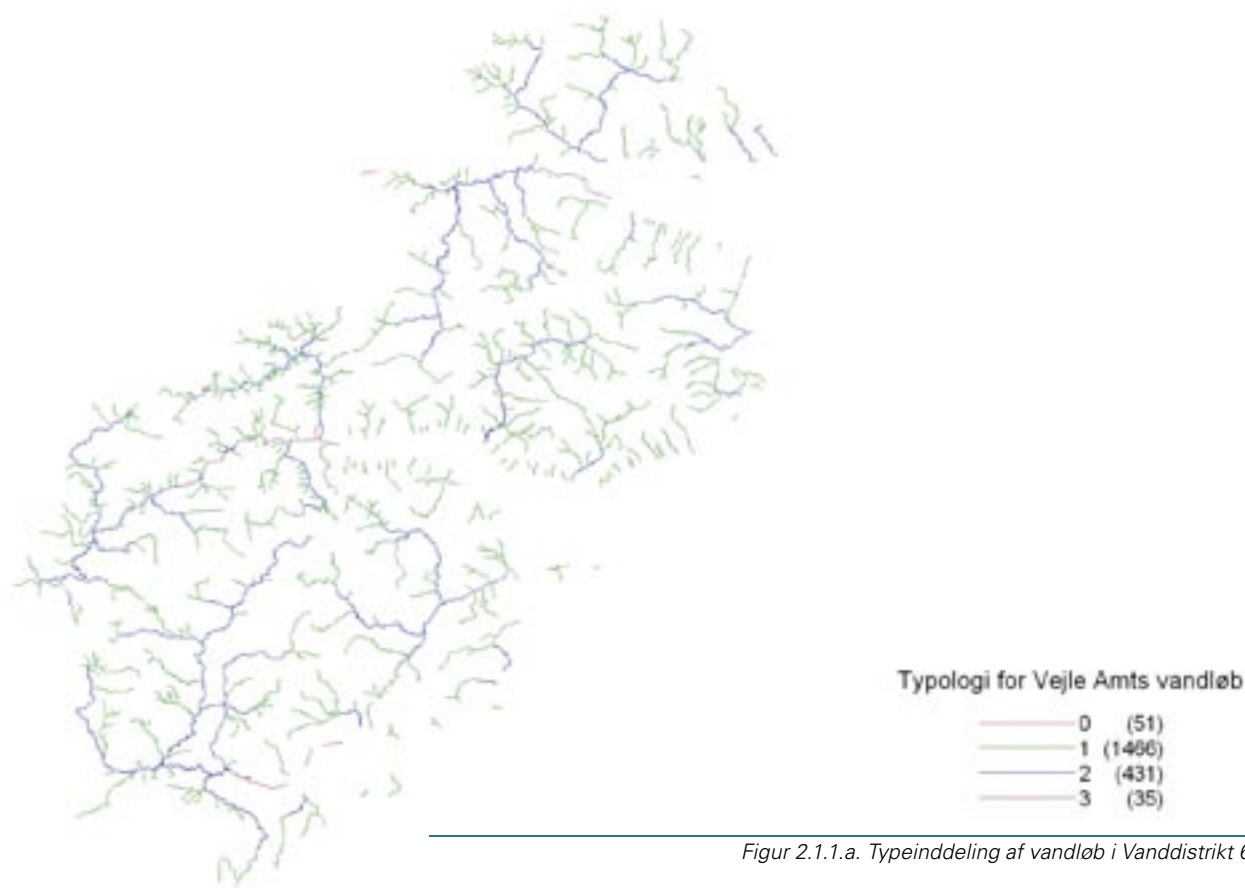 Typologi for Vejle Amts vandløb
0 (51)
1 (1466)
2 (431)
3 (35)
Figur 2.1.1.a. Typeinddeling af vandløb i Vanddistrikt 6